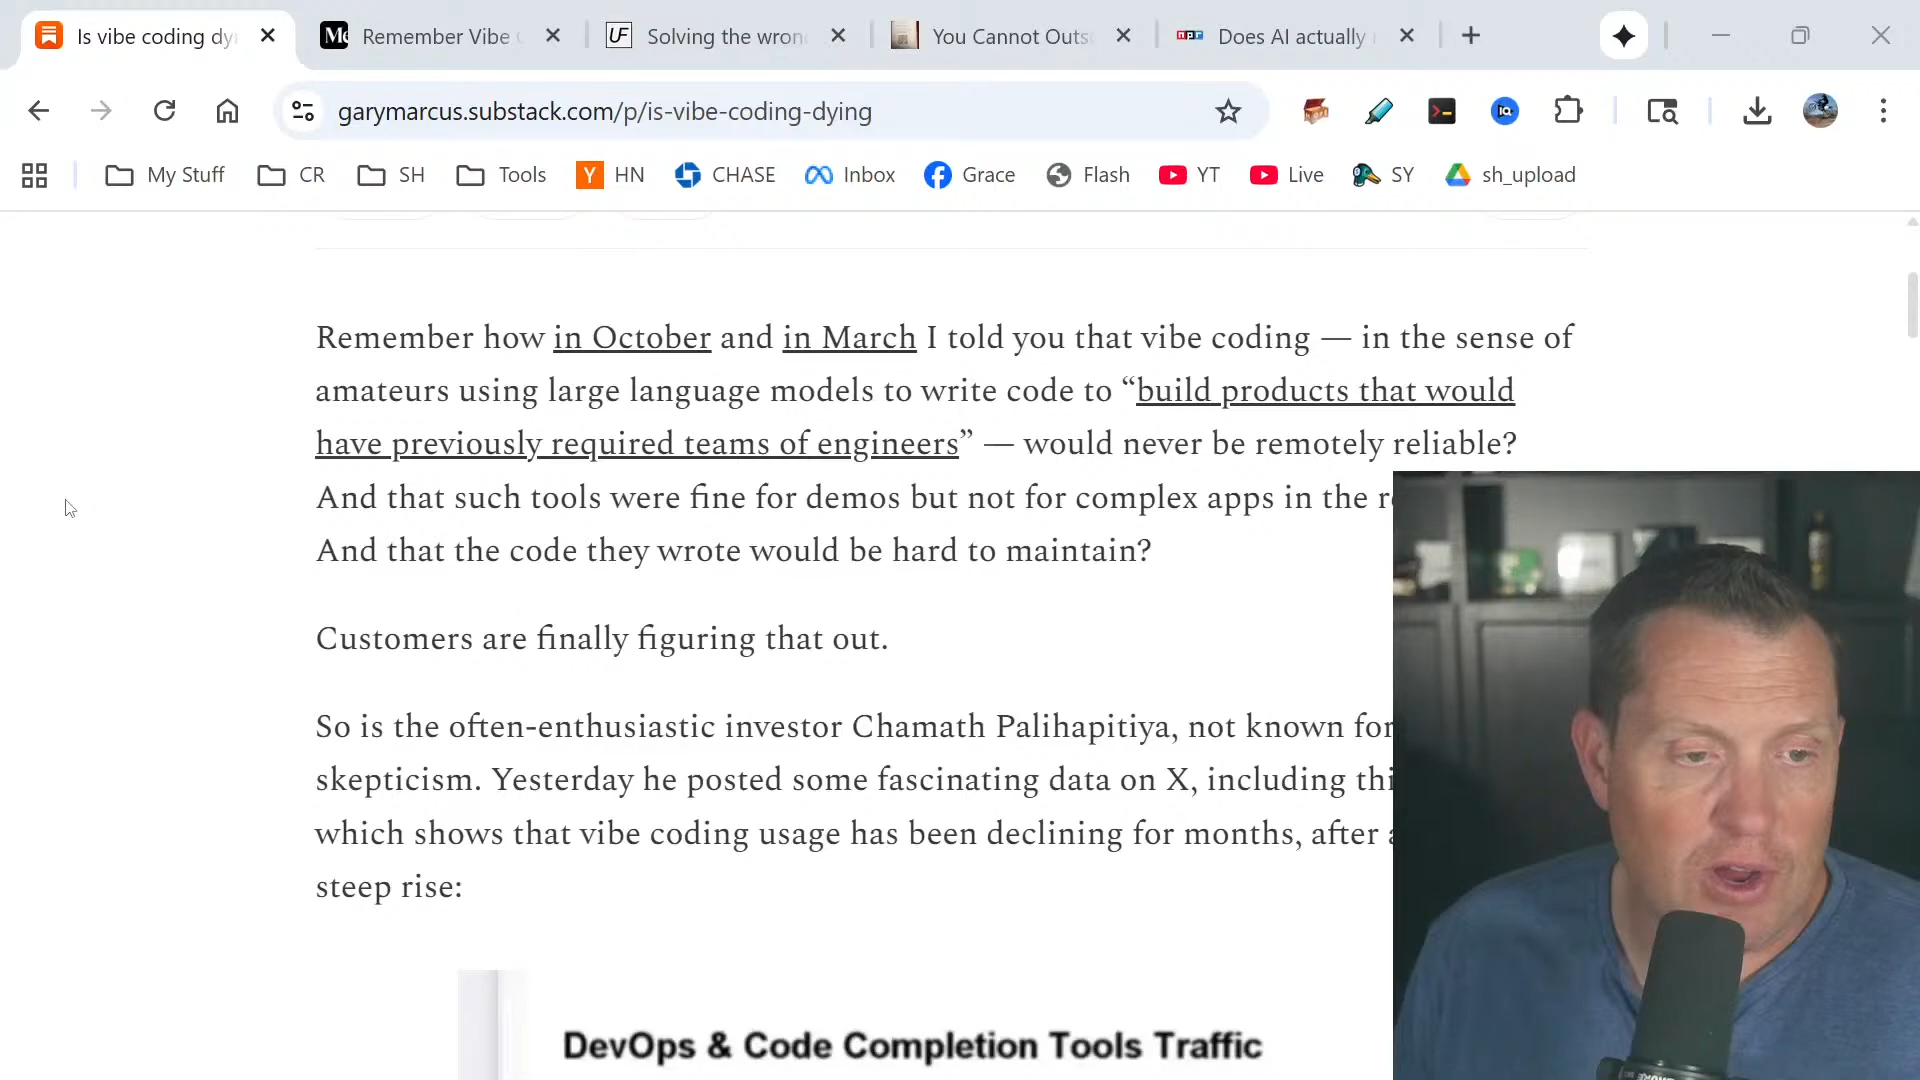 Is vibe coding dy
Remember Vibe
Solving the wron
You Cannot Outs
Does AI actually
garymarcus.substack.com/p/is-vibe-coding-dying
My Stuff
CR
SH
Tools
HN
CHASE
Inbox
Grace
Flash
YT
Live
SY
sh_upload
Remember how in October and in March I told you that vibe coding — in the sense of
amateurs using large language models to write code to “build products that would
have previously required teams of engineers” — would never be remotely reliable?
And that such tools were fine for demos but not for complex apps in the
And that the code they wrote would be hard to maintain?
Customers are finally figuring that out.
So is the often-enthusiastic investor Chamath Palihapitiya, not known for
skepticism. Yesterday he posted some fascinating data on X, including thi
which shows that vibe coding usage has been declining for months, after
steep rise:
DevOps & Code Completion Tools Traffic